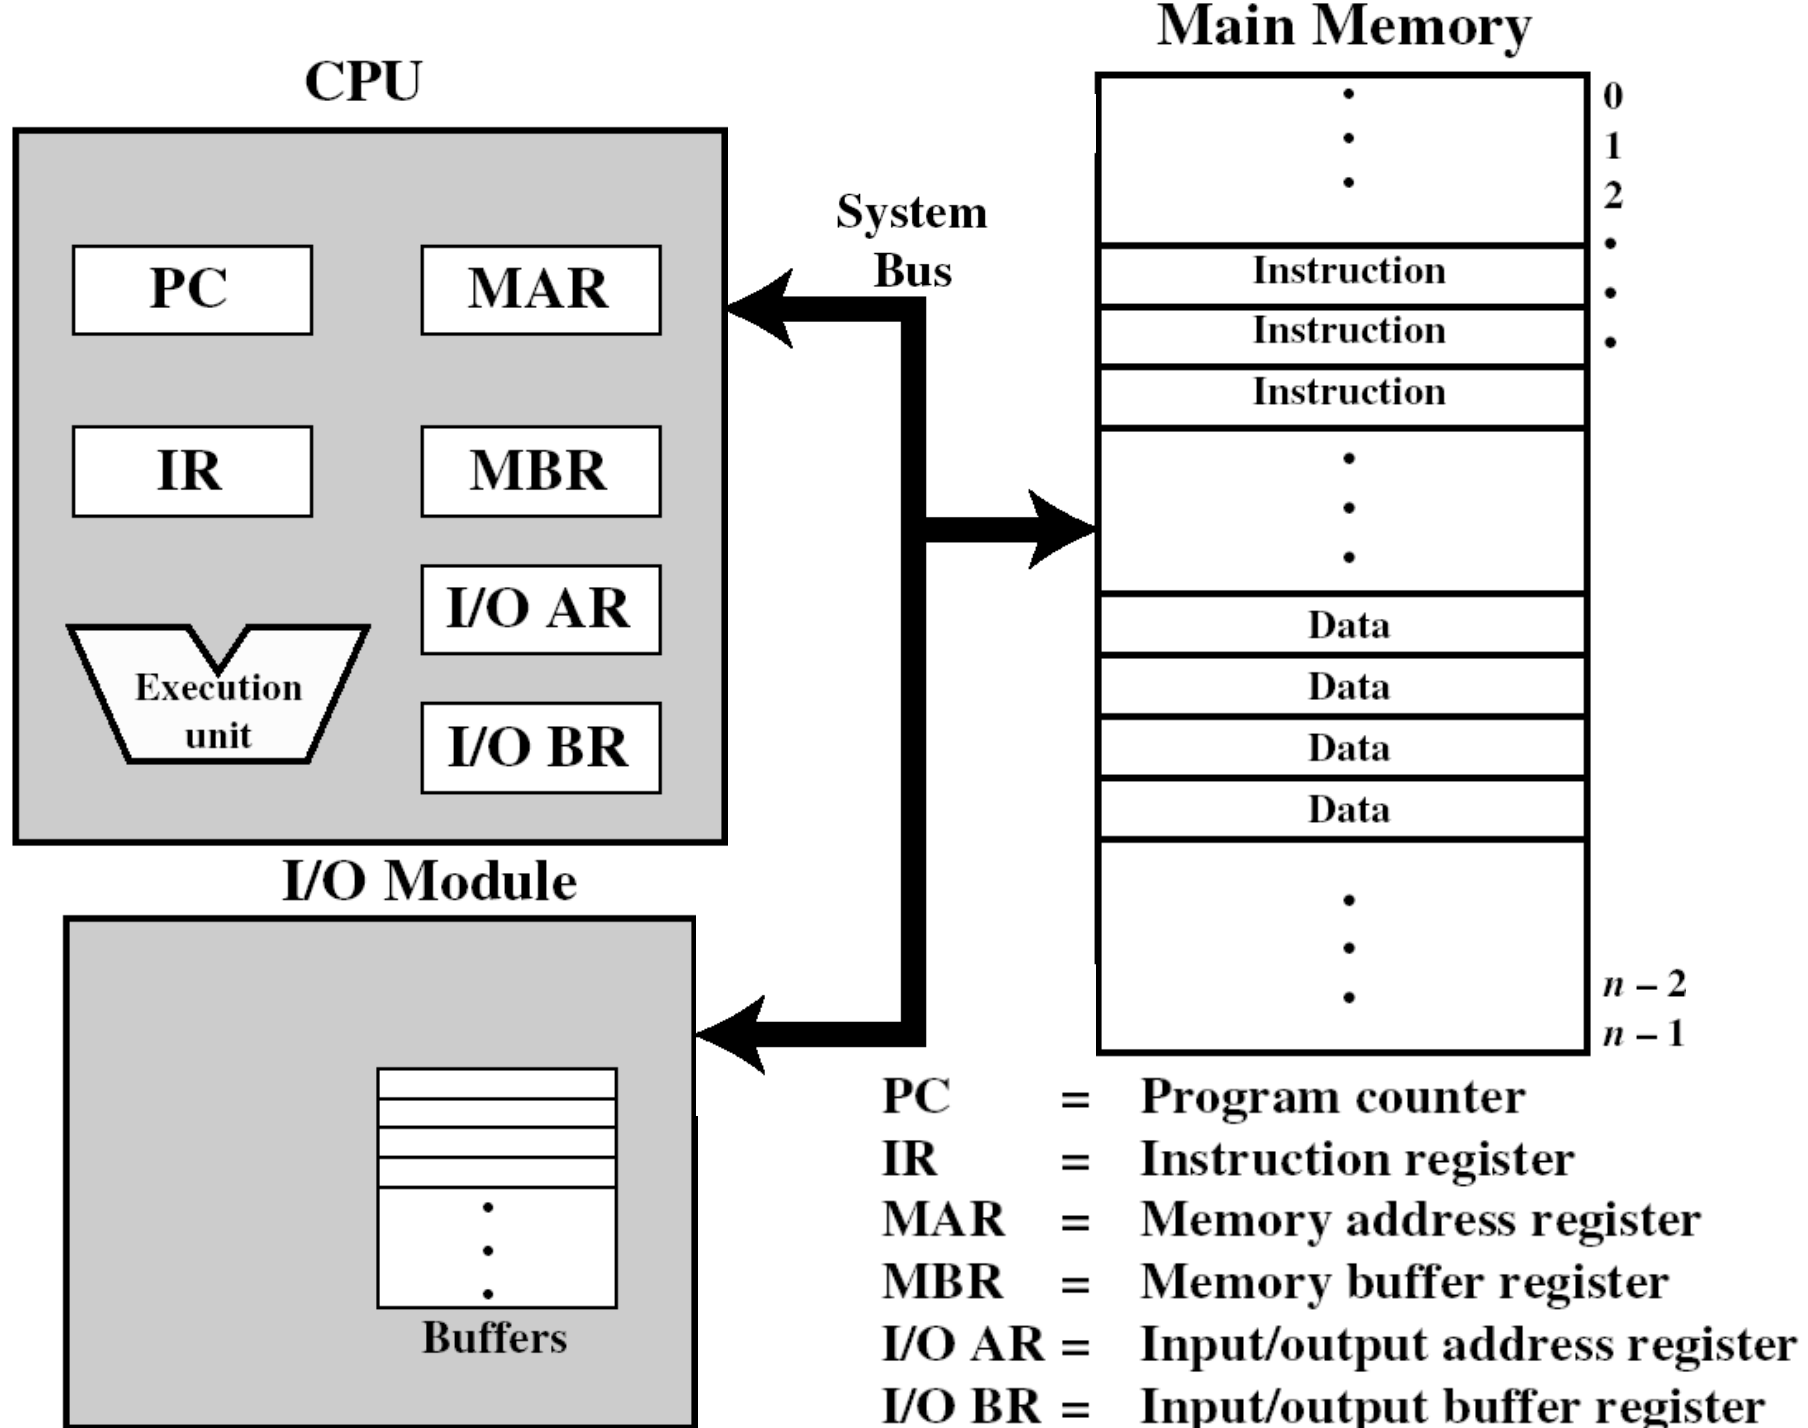 CPU
PC
MAR
IR
MBR
I/O AR
Execution
unit
I/O BR
System
Bus
Main Memory
0
1
2
Instruction
Instruction
Instruction
Data
Data
Data
Data
n – 2
n – 1
I/O Module
Buffers
PC = Program counter
IR = Instruction register
MAR = Memory address register
MBR = Memory buffer register
I/O AR = Input/output address register
I/O BR = Input/output buffer register